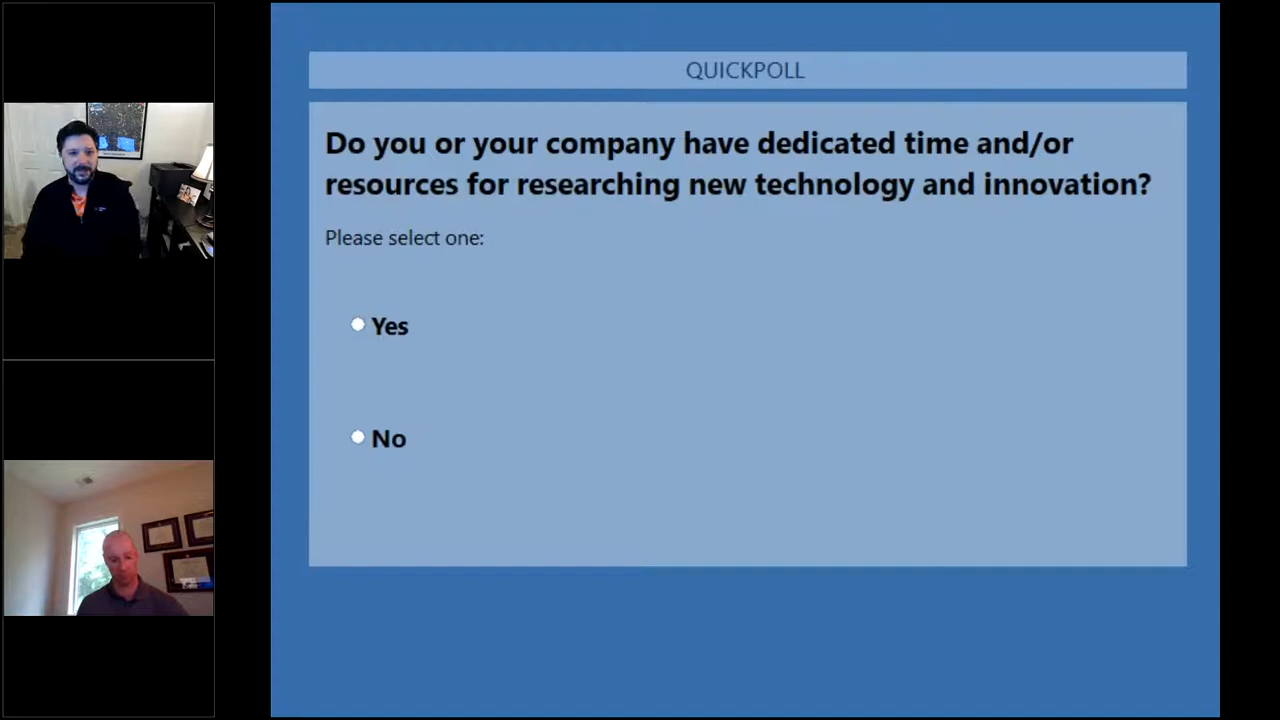 QUICKPOLL
Do you or your company have dedicated time and/or
resources for researching new technology and innovation?
Please select one:
Yes
No